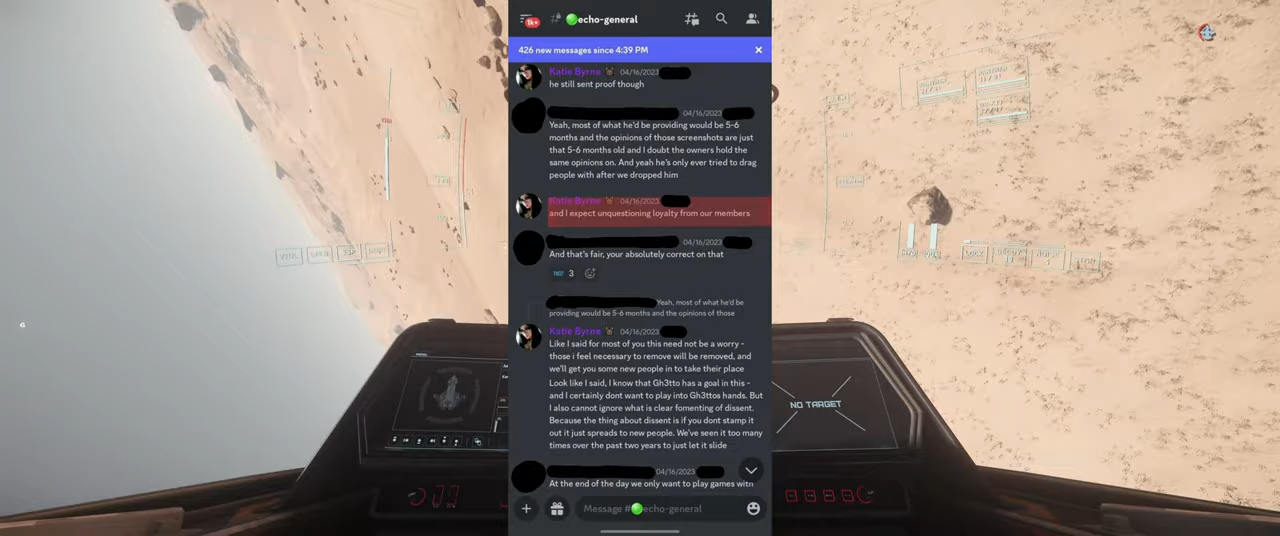 1k+
echo-general
426 new messages since 4:39 PM
Katie Byrne 04/16/2023
he still sent proof though
04/16/2023
Yeah, most of what he'd be providing would be 5-6
months and the opinions of those screenshots are just
that 5-6 months old and I doubt the owners hold the
same opinions on. And yeah he's only ever tried to drag
people with after we dropped him
Katie Byrne 04/16/2023
and I expect unquestioning loyalty from our members
04/16/2023
And that's fair, your absolutely correct on that
3
Yeah, most of what he'd be
providing would be 5-6 months and the opinions of those
Katie Byrne 04/16/2023
Like I said for most of you this need not be a worry -
those i feel necessary to remove will be removed, and
we'll get you some new people in to take their place
Look like I said, I know that Gh3tto has a goal in this -
and I certainly dont want to play into Gh3ttos hands. But
I also cannot ignore what is clear fomenting of dissent.
Because the thing about dissent is if you dont stamp it
out it just spreads to new people. We've seen it too many
times over the past two years to just let it slide
04/16/2023
At the end of the day we only want to play games with
Message # echo-general
VTOL
LOCK
DECOY
NOISE
NO TARGET